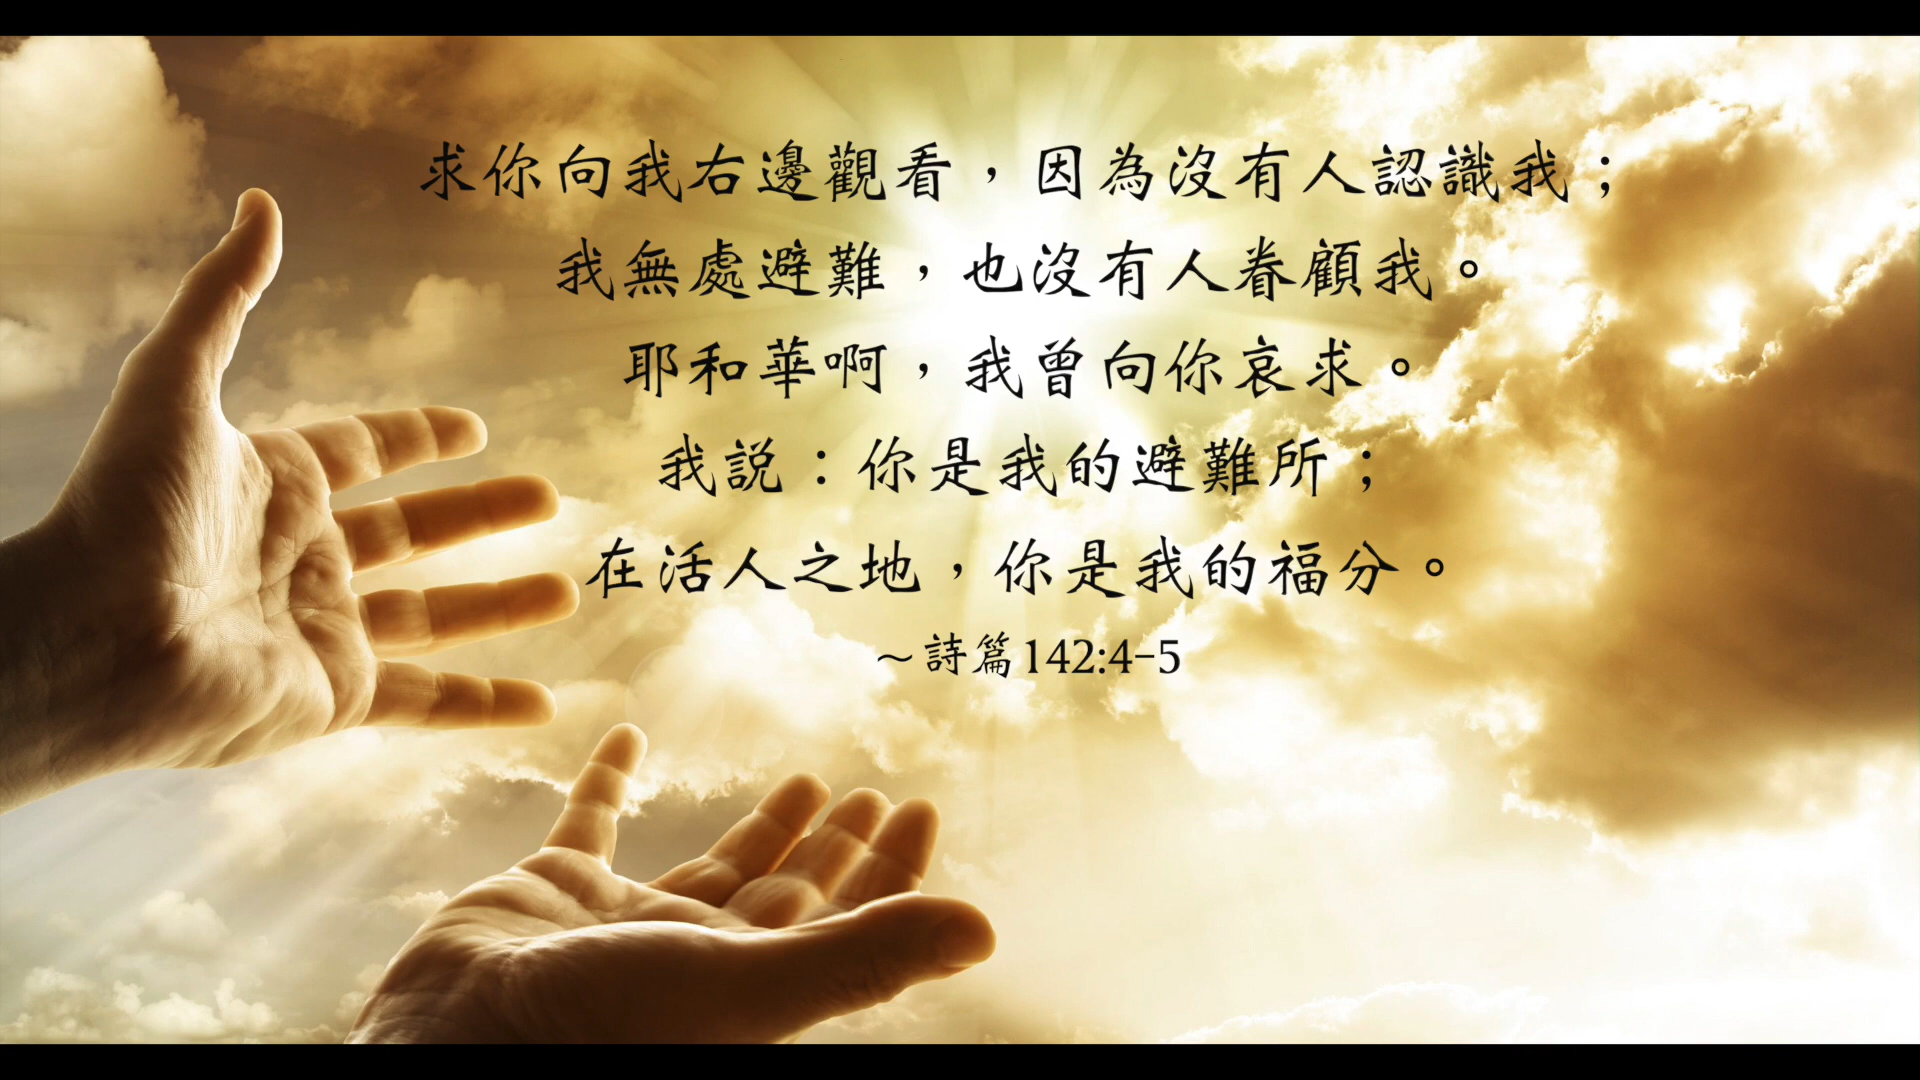 求你向我右邊觀看，因為沒有人認識我；
我無處避難，也沒有人眷顧我。
耶和華啊，我曾向你哀求。
我説：你是我的避難所；
在活人之地，你是我的福分。
～詩篇142:4-5